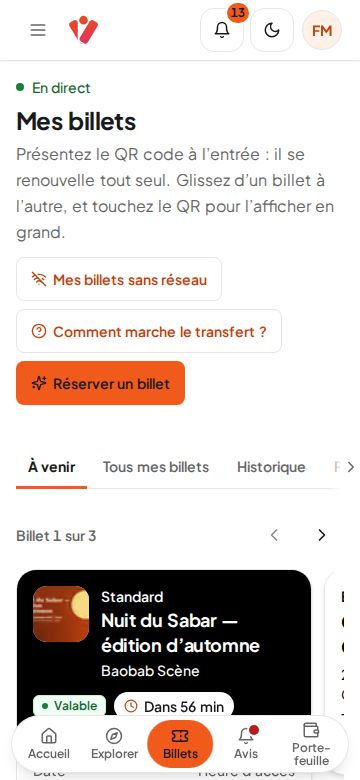 13
FM
En direct
Mes billets
Présentez le QR code à l’entrée : il se
renouvelle tout seul. Glissez d’un billet à
l’autre, et touchez le QR pour l’afficher en
grand.
Mes billets sans réseau
Comment marche le transfert ?
Réserver un billet
À venir
Tous mes billets
Historique
Billet 1 sur 3
Standard
Nuit du Sabar —
édition d’automne
Baobab Scène
Valable
Dans 56 min
Accueil
Explorer
Billets
Avis
Porte-
feuille